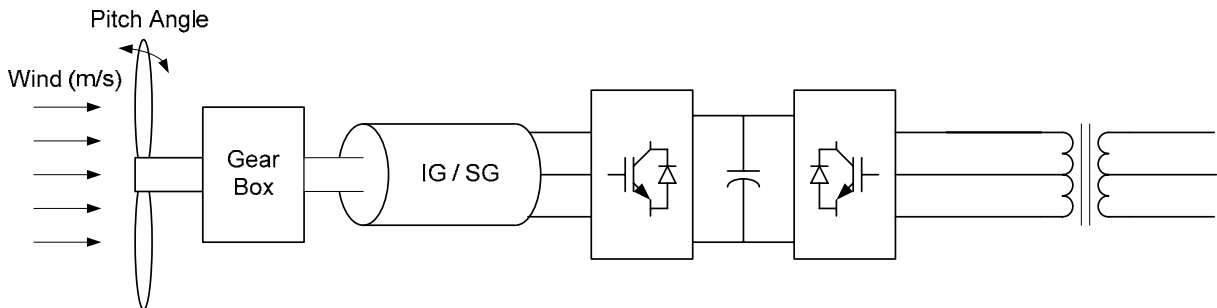 Pitch Angle
Wind (m/s)
Gear
Box
IG / SG